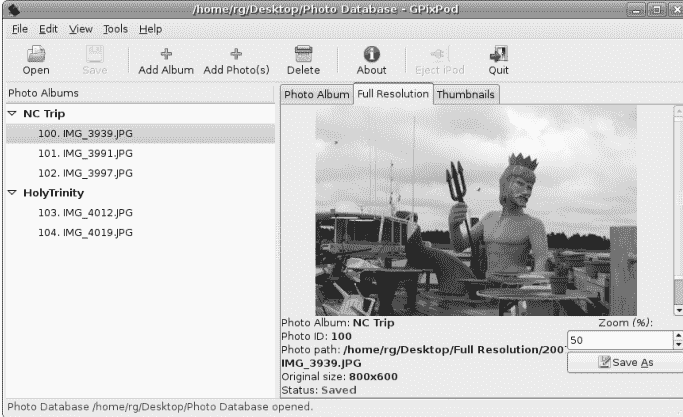 /home/rg/Desktop/Photo Database - GPixPod
File Edit View Tools Help
Open Save Add Album Add Photo(s) Delete About Eject iPod Quit
Photo Albums
Photo Album Full Resolution Thumbnails
NC Trip
100. IMG_3939.JPG
101. IMG_3991.JPG
102. IMG_3997.JPG
HolyTrinity
103. IMG_4012.JPG
104. IMG_4019.JPG
Photo Album: NC Trip
Photo ID: 100
Photo path: /home/rg/Desktop/Full Resolution/200
IMG_3939.JPG
Original size: 800x600
Status: Saved
Zoom (%):
50
Save As
Photo Database /home/rg/Desktop/Photo Database opened.